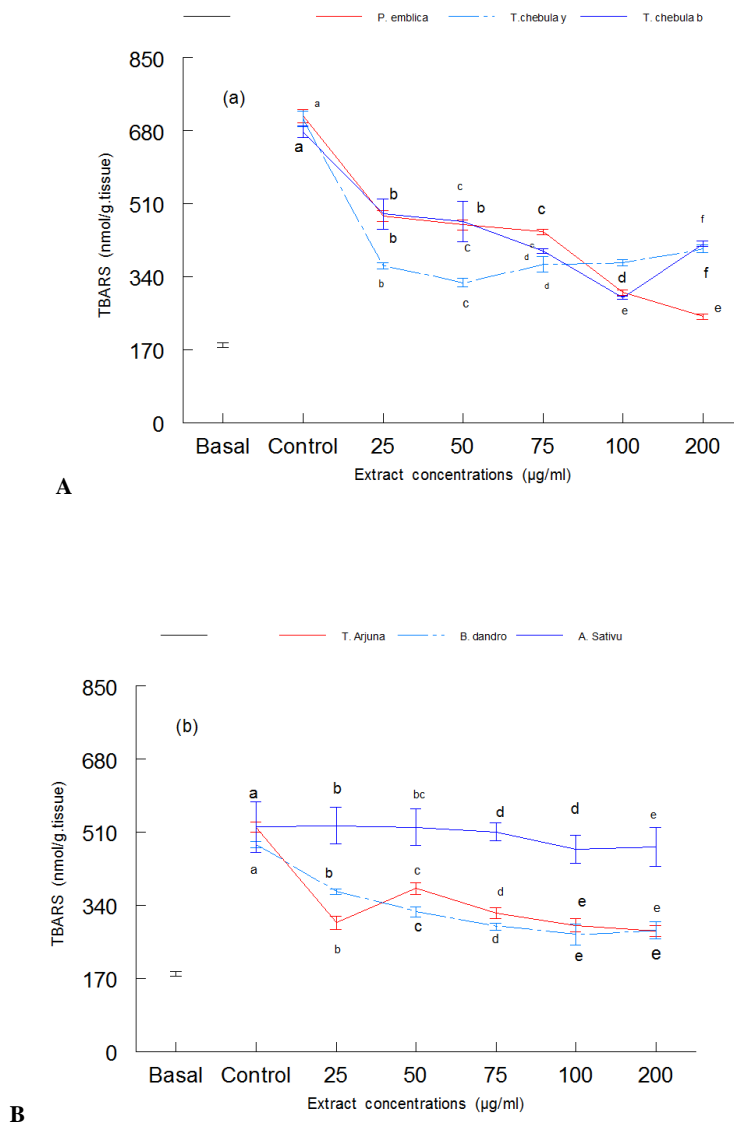 P. emblica T.chebula y T. chebula b
850
(a)
a
680
a
TBARS (nmol/g.tissue)
510
b c b c f
b c c
d
340
b c d d e f e
170
0
Basal Control 25 50 75 100 200
Extract concentrations (µg/ml)
A
T. Arjuna B. dandro A. Sativu
850
(b)
680
a b bc d d e
TBARS (nmol/g.tissue)
510
a b c d e e
340
b c d e e
170
0
Basal Control 25 50 75 100 200
Extract concentrations (µg/ml)
B